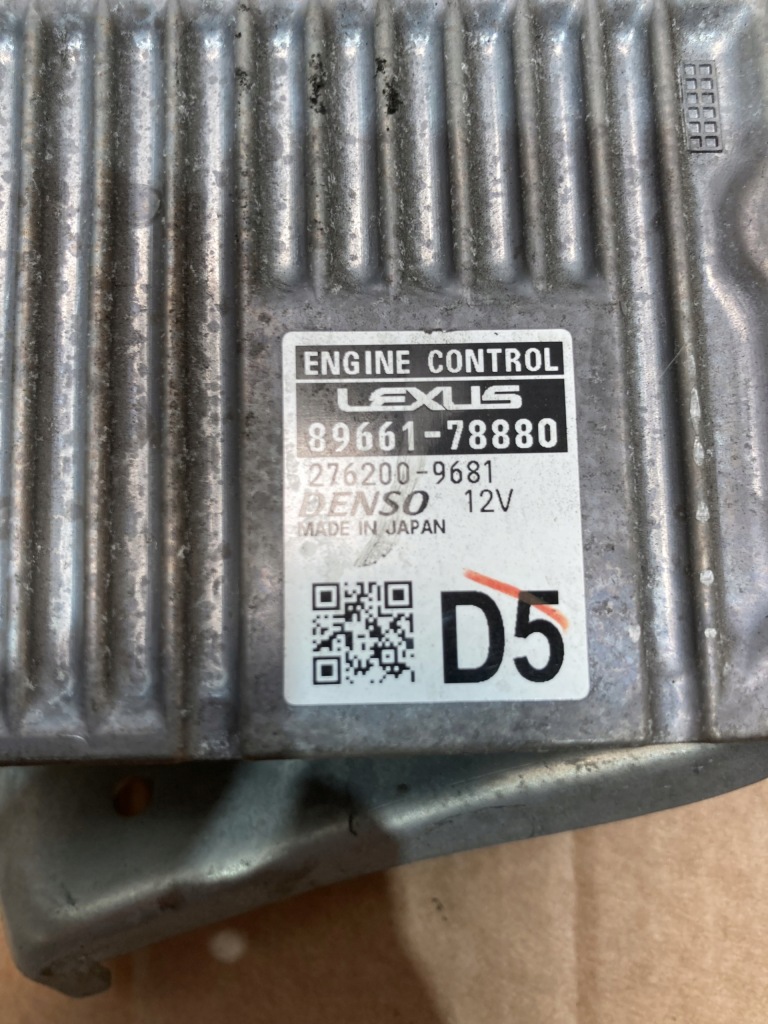 ENGINE CONTROL
LEXUS
89661-78880
276200-9681
DENSO 12V
MADE IN JAPAN
D5